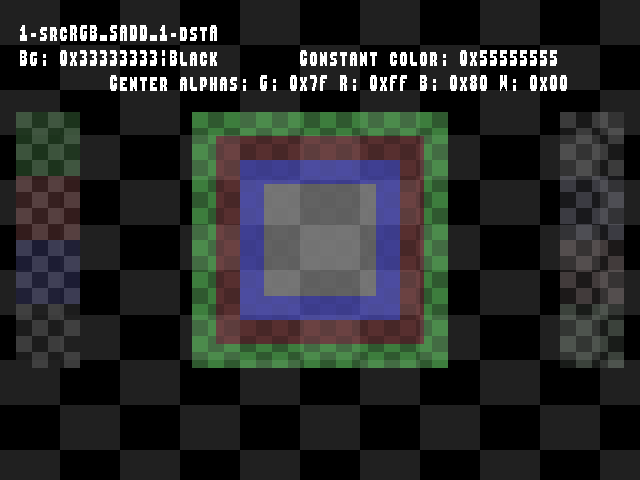 1-srcRGB_SADD_1-dstA
Bg: 0x33333333¦Black Constant color: 0x55555555
Center alphas: G: 0x7F R: 0xFF B: 0x80 W: 0x00